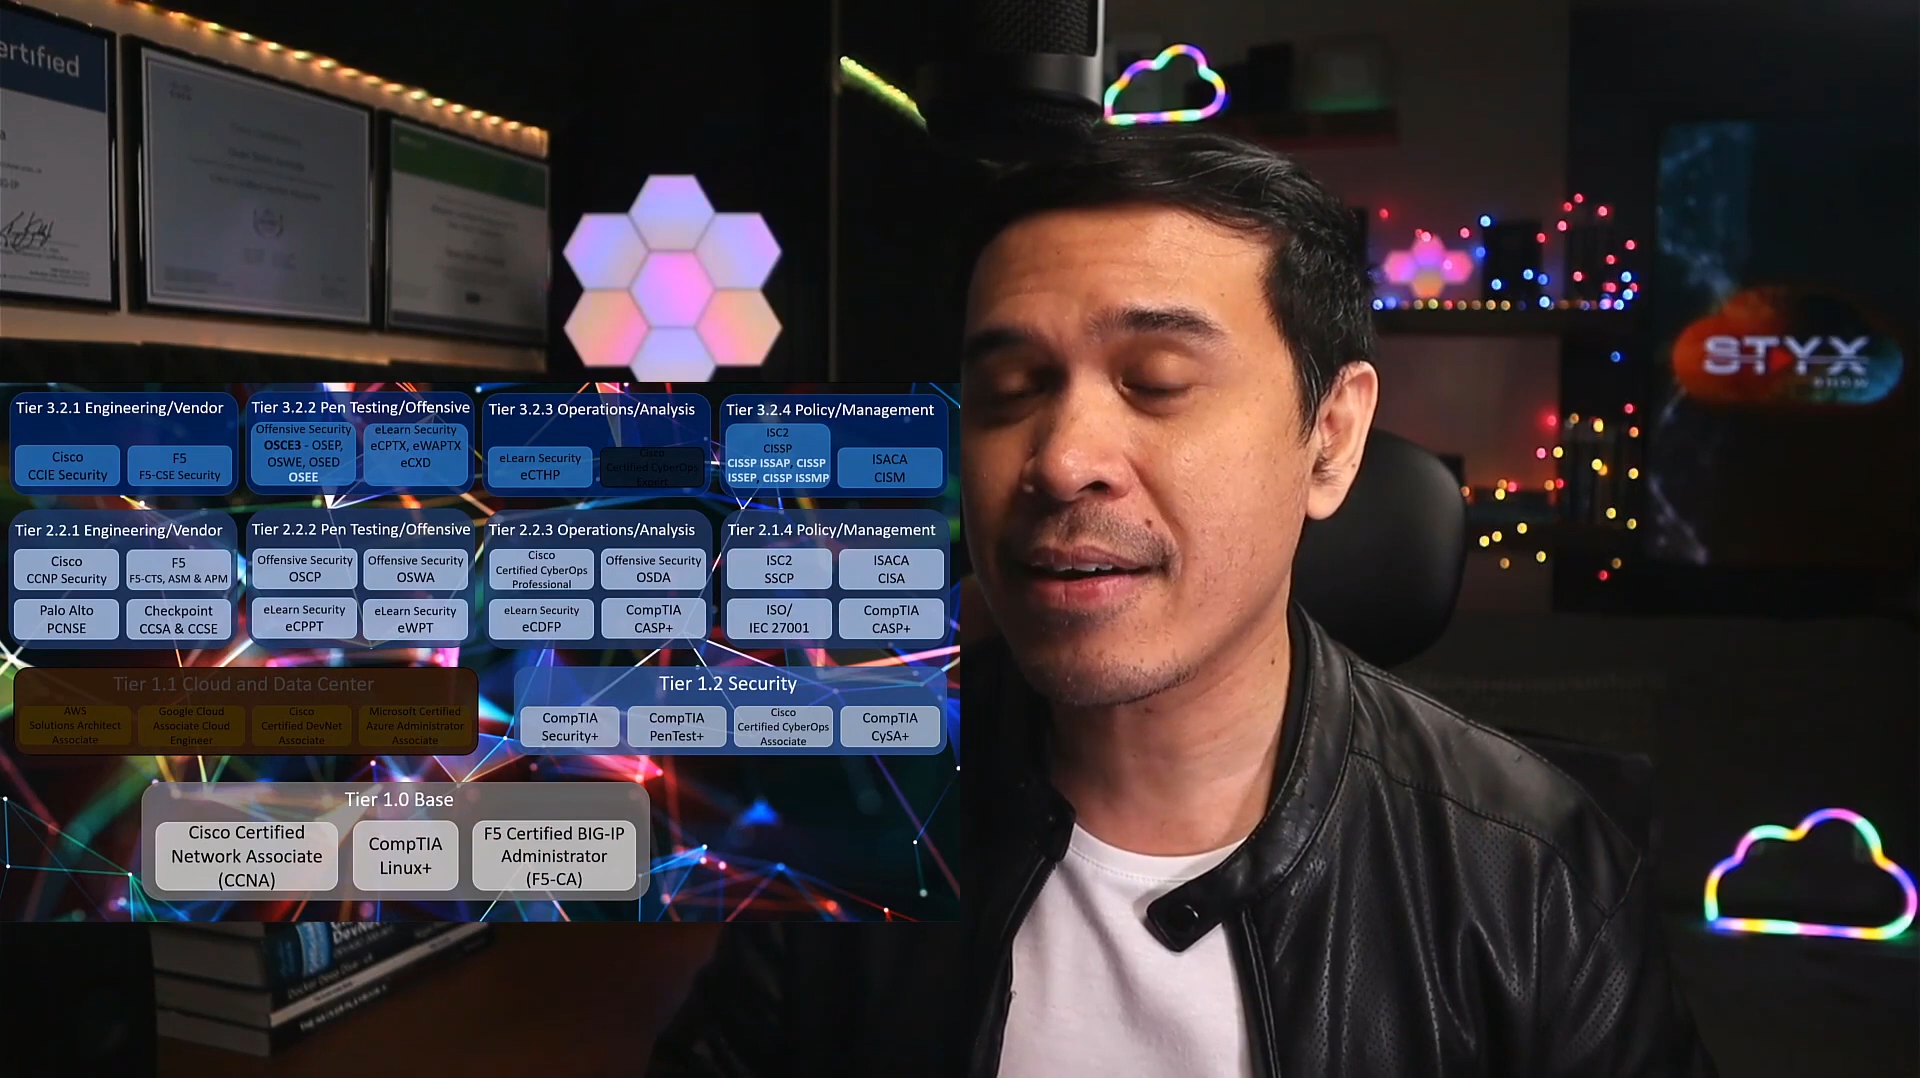 ertified
BIG-IP
STYX
SHOW
Tier 3.2.1 Engineering/Vendor
Cisco
CCIE Security
F5
F5-CSE Security
Tier 3.2.2 Pen Testing/Offensive
Offensive Security
OSCE3 - OSEP,
OSWE, OSED
OSEE
eLearn Security
eCPTX, eWAPTX
eCXD
Tier 3.2.3 Operations/Analysis
eLearn Security
eCTHP
Cisco
Certified CyberOps
Expert
Tier 3.2.4 Policy/Management
ISC2
CISSP
CISSP ISSAP, CISSP
ISSEP, CISSP ISSMP
ISACA
CISM
Tier 2.2.1 Engineering/Vendor
Cisco
CCNP Security
F5
F5-CTS, ASM & APM
Palo Alto
PCNSE
Checkpoint
CCSA & CCSE
Tier 2.2.2 Pen Testing/Offensive
Offensive Security
OSCP
Offensive Security
OSWA
eLearn Security
eCPPT
eLearn Security
eWPT
Tier 2.2.3 Operations/Analysis
Cisco
Certified CyberOps
Professional
Offensive Security
OSDA
eLearn Security
eCDFP
CompTIA
CASP+
Tier 2.1.4 Policy/Management
ISC2
SSCP
ISACA
CISA
ISO/
IEC 27001
CompTIA
CASP+
Tier 1.1 Cloud and Data Center
AWS
Solutions Architect
Associate
Google Cloud
Associate Cloud
Engineer
Cisco
Certified DevNet
Associate
Microsoft Certified
Azure Administrator
Associate
Tier 1.2 Security
CompTIA
Security+
CompTIA
PenTest+
Cisco
Certified CyberOps
Associate
CompTIA
CySA+
Tier 1.0 Base
Cisco Certified
Network Associate
(CCNA)
CompTIA
Linux+
F5 Certified BIG-IP
Administrator
(F5-CA)
DevNet